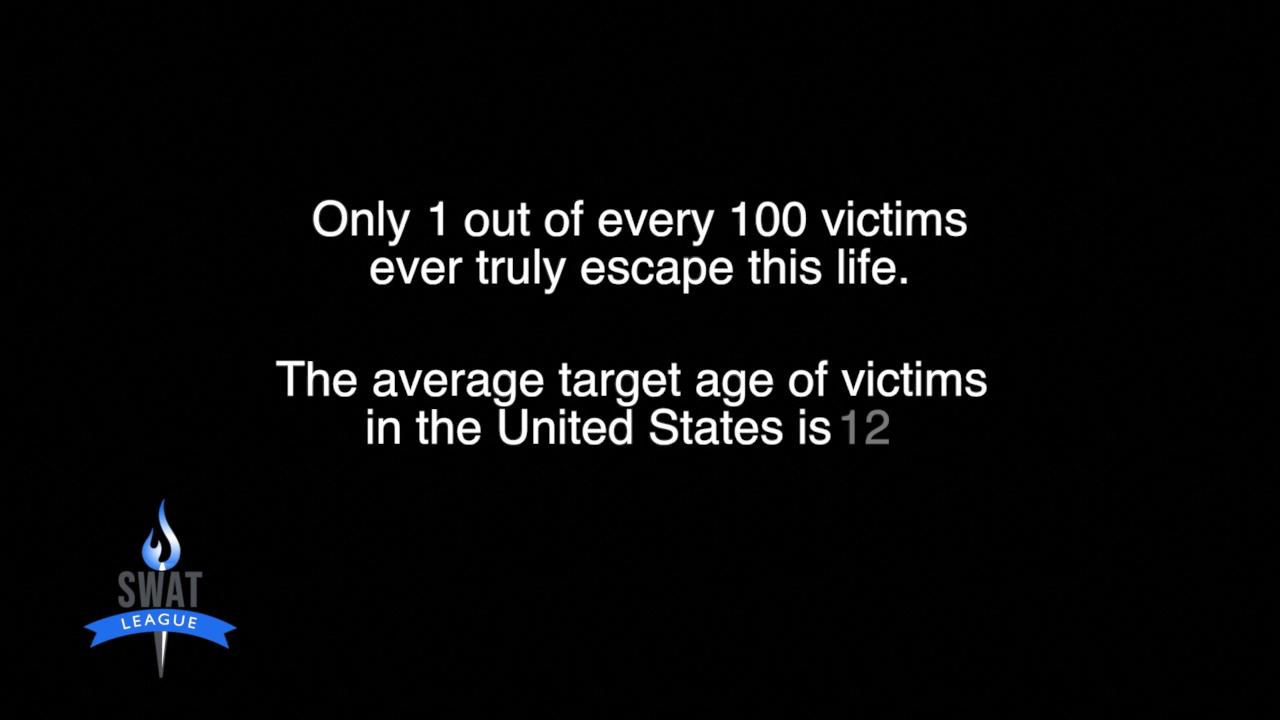 Only 1 out of every 100 victims
ever truly escape this life.
The average target age of victims
in the United States is 12
SWAT
LEAGUE